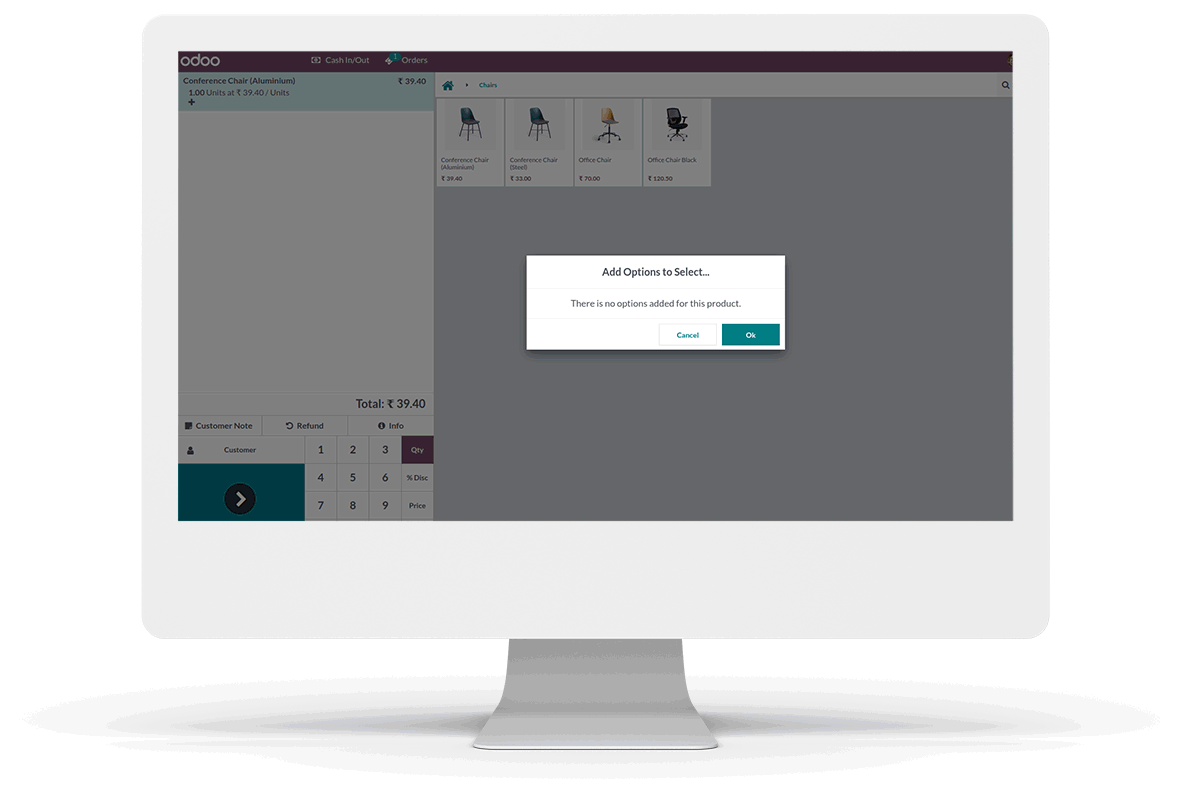 odoo
Cash In/Out
1
Orders
Conference Chair (Aluminium)
₹ 39.40
1.00 Units at ₹ 39.40 / Units
Chairs
Conference Chair
(Aluminium)
₹ 39.40
Conference Chair
(Steel)
₹ 33.00
Office Chair
₹ 70.00
Office Chair Black
₹ 120.50
Add Options to Select...
There is no options added for this product.
Cancel
Ok
Total: ₹ 39.40
Customer Note
Refund
Info
Customer
1
2
3
Qty
4
5
6
% Disc
7
8
9
Price